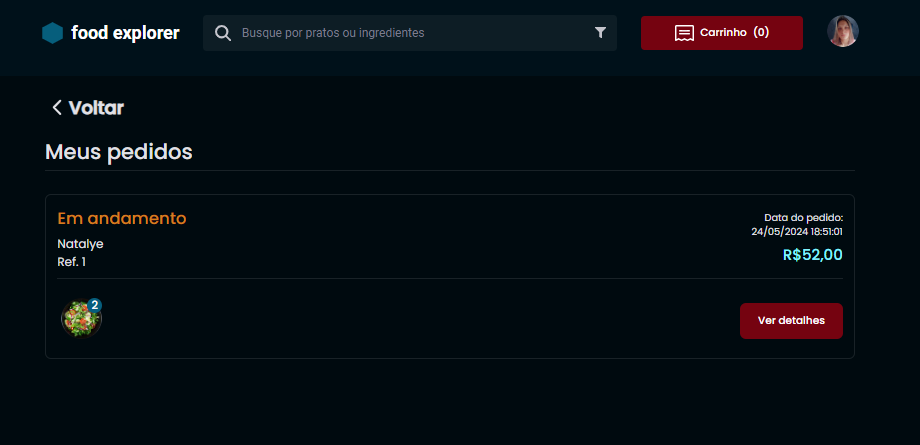 food explorer
Busque por pratos ou ingredientes
Carrinho (0)
Voltar
Meus pedidos
Em andamento
Natalye
Ref. 1
Data do pedido:
24/05/2024 18:51:01
R$52,00
2
Ver detalhes